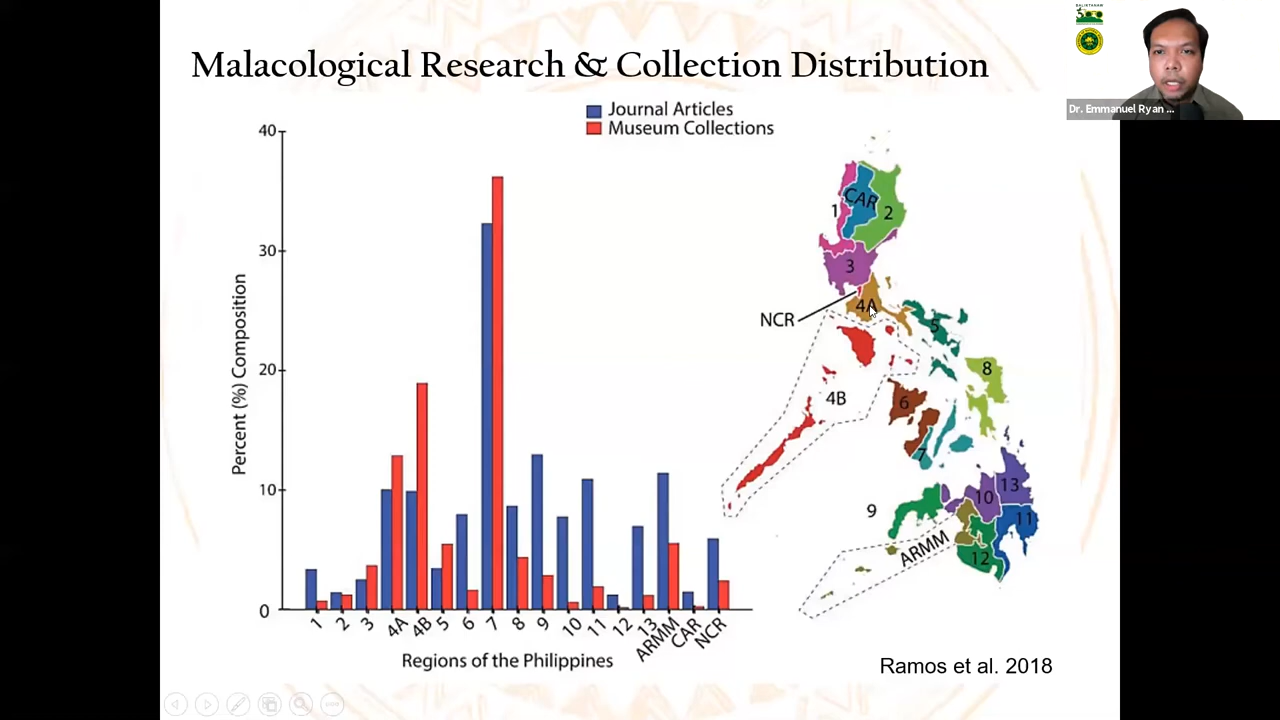 Malacological Research & Collection Distribution
Dr. Emmanuel Ryan ...
Journal Articles
Museum Collections
40
30
20
10
0
Percent (%) Composition
1
2
3
4A
4B
5
6
7
8
9
10
11
12
13
ARMM
CAR
NCR
Regions of the Philippines
CAR
1
2
3
NCR
4A
5
8
4B
6
7
13
10
9
11
ARMM
12
Ramos et al. 2018